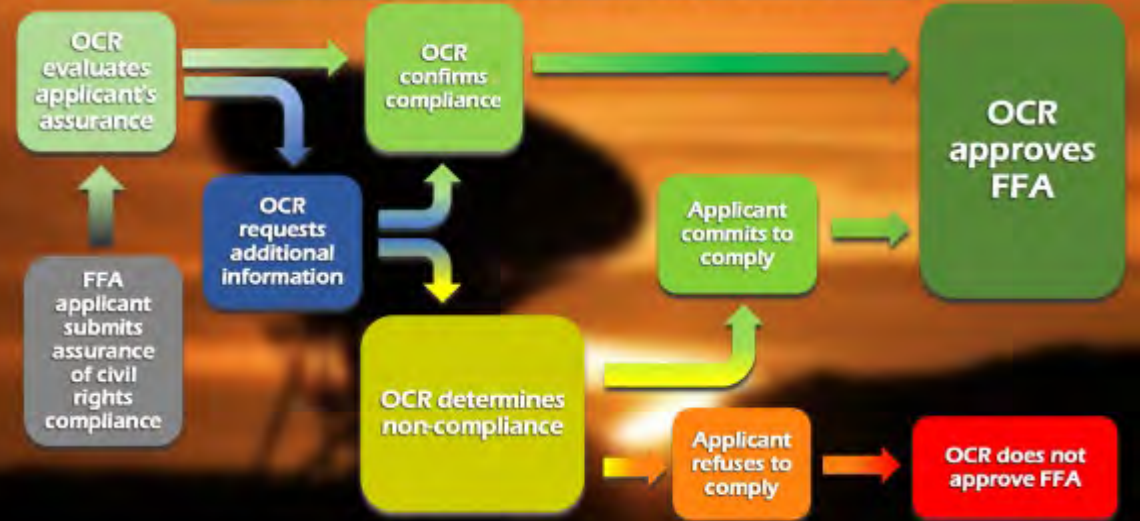 OCR
evaluates
applicant's
assurance
OCR
confirms
compliance
OCR
approves
FFA
OCR
requests
additional
information
Applicant
commits to
comply
FFA
applicant
submits
assurance
of civil
rights
compliance
OCR determines
non-compliance
Applicant
refuses to
comply
OCR does not
approve FFA